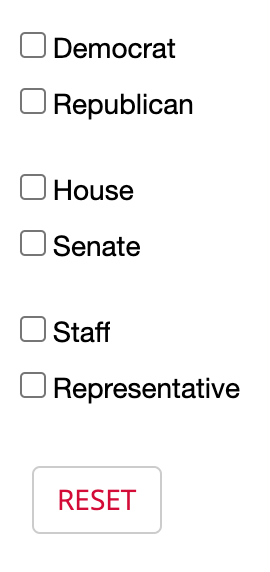 Democrat
Republican
House
Senate
Staff
Representative
RESET